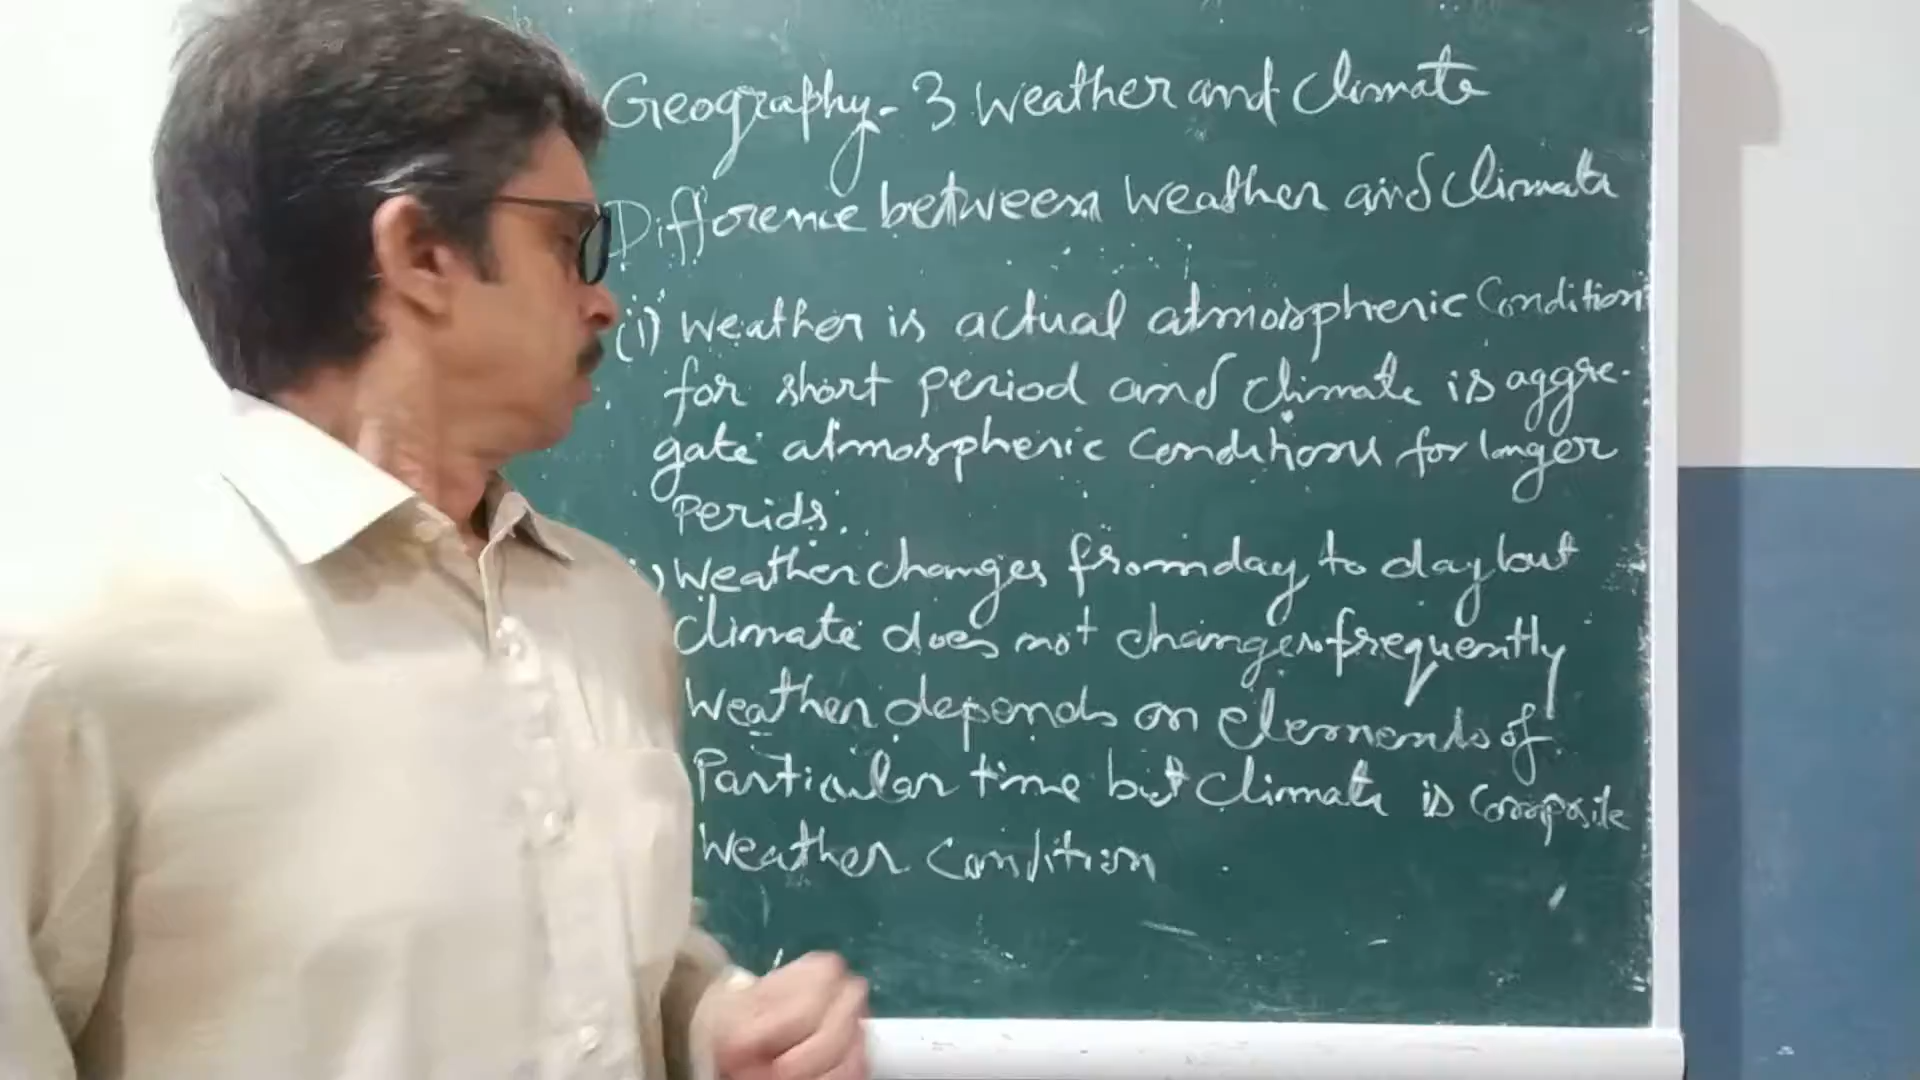 Geography- 3 Weather and Climate
Difference between Weather and Climate
(i) Weather is actual atmospheric Conditions
for short period and climate is aggre-
gate atmospheric Conditions for longer
Perids.
Weather changes from day to day but
Climate does not changes frequently
Weather depends on elements of
Particular time but Climate is Composite
Weather Condition